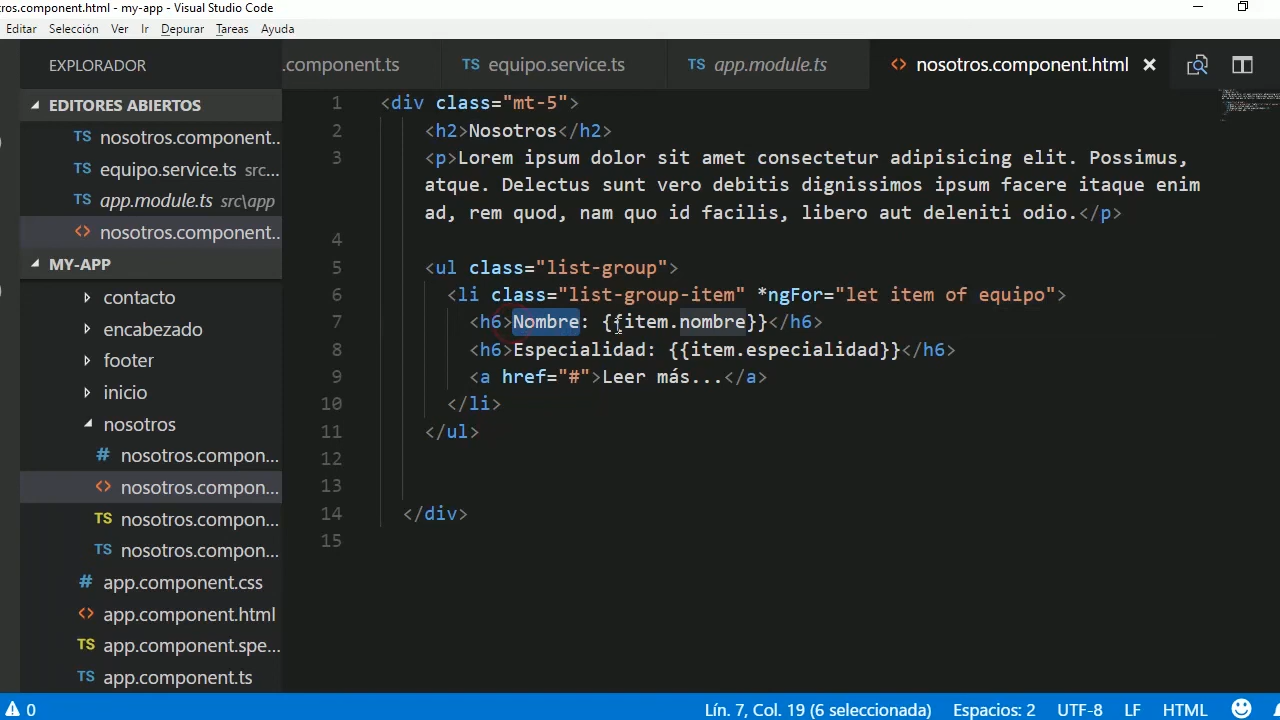 ros.component.html - my-app - Visual Studio Code
Editar Selección Ver Ir Depurar Tareas Ayuda
EXPLORADOR
.component.ts TS equipo.service.ts TS app.module.ts <> nosotros.component.html
EDITORES ABIERTOS
TS nosotros.component...
TS equipo.service.ts src...
TS app.module.ts src\app
<> nosotros.component...
MY-APP
contacto
encabezado
footer
inicio
nosotros
# nosotros.compon...
<> nosotros.compon...
TS nosotros.compon...
TS nosotros.compon...
# app.component.css
<> app.component.html
TS app.component.spe...
TS app.component.ts
1 <div class="mt-5">
2 <h2>Nosotros</h2>
3 <p>Lorem ipsum dolor sit amet consectetur adipisicing elit. Possimus,
atque. Delectus sunt vero debitis dignissimos ipsum facere itaque enim
ad, rem quod, nam quo id facilis, libero aut deleniti odio.</p>
4
5 <ul class="list-group">
6 <li class="list-group-item" *ngFor="let item of equipo">
7 <h6>Nombre: {{item.nombre}}</h6>
8 <h6>Especialidad: {{item.especialidad}}</h6>
9 <a href="#">Leer más...</a>
10 </li>
11 </ul>
12
13
14 </div>
15
0 Lín. 7, Col. 19 (6 seleccionada) Espacios: 2 UTF-8 LF HTML